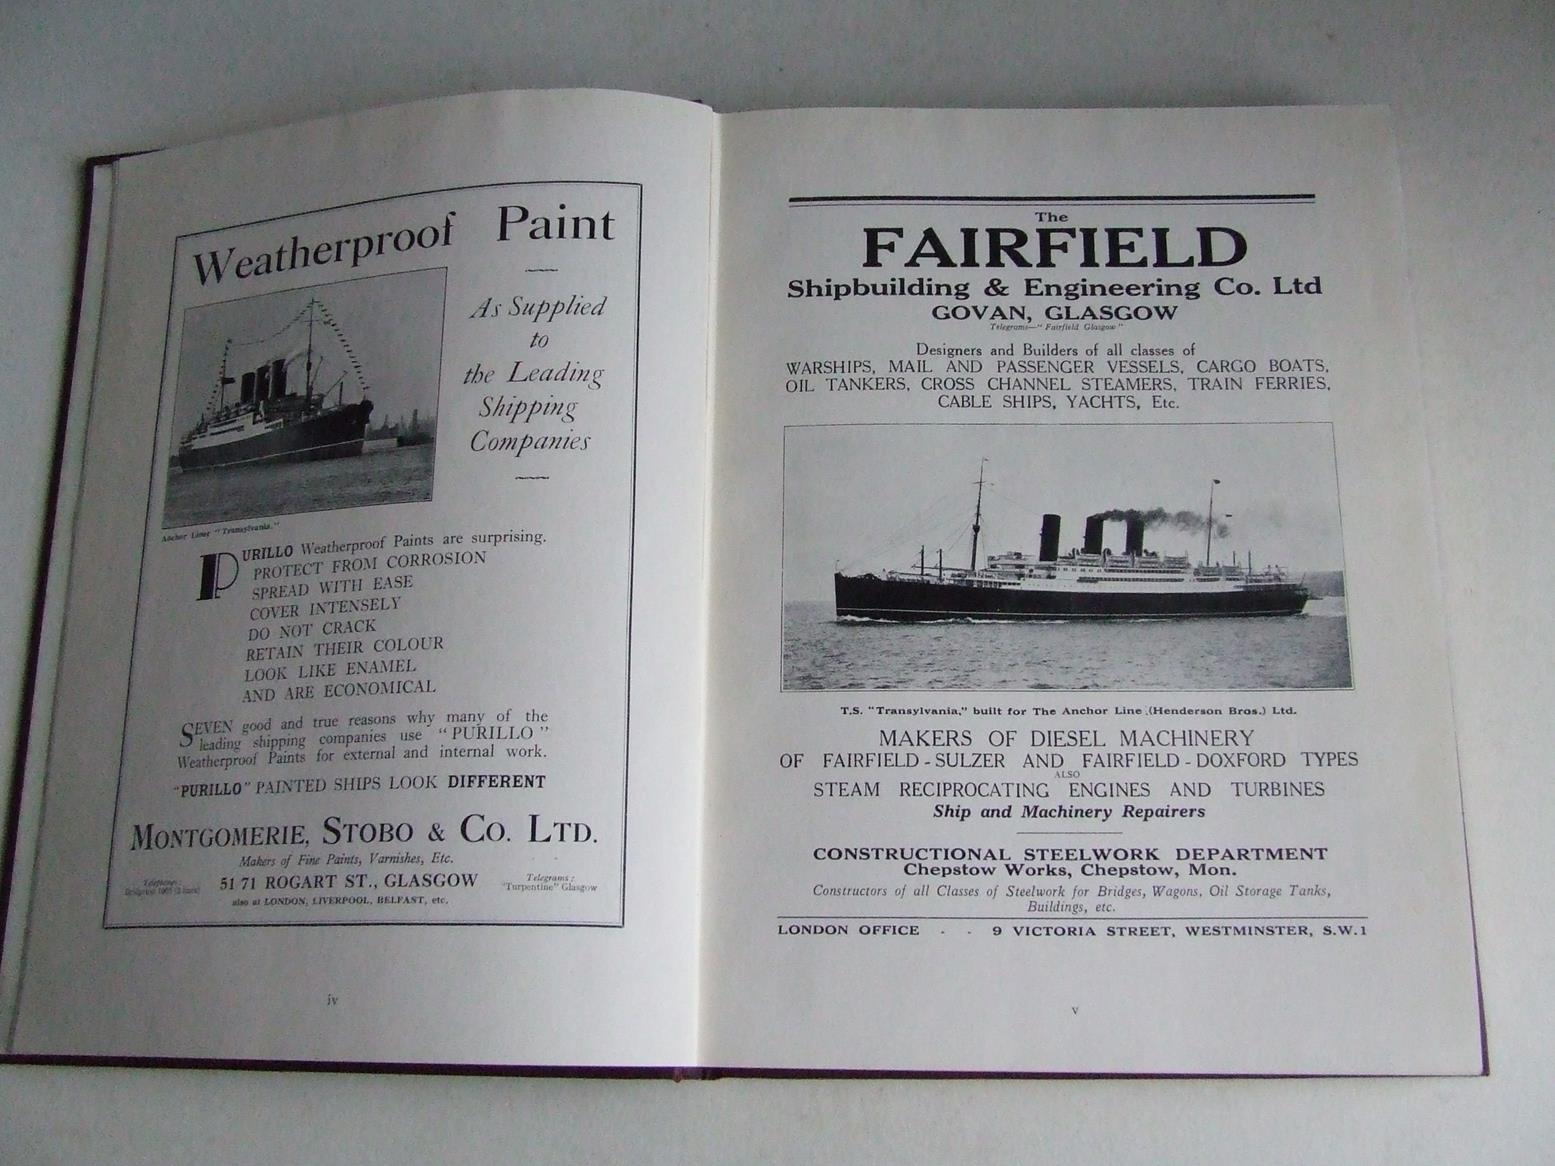 Weatherproof Paint
As Supplied
to
the Leading
Shipping
Companies
Anchor Liner "Transylvania."
PURILLO Weatherproof Paints are surprising.
PROTECT FROM CORROSION
SPREAD WITH EASE
COVER INTENSELY
DO NOT CRACK
RETAIN THEIR COLOUR
LOOK LIKE ENAMEL
AND ARE ECONOMICAL
SEVEN good and true reasons why many of the
leading shipping companies use "PURILLO"
Weatherproof Paints for external and internal work.
"PURILLO" PAINTED SHIPS LOOK DIFFERENT
MONTGOMERIE, STOBO & CO. LTD.
Makers of Fine Paints, Varnishes, Etc.
Telephone:
51 71 ROGART ST., GLASGOW
Telegrams:
"Turpentine" Glasgow
also at LONDON, LIVERPOOL, BELFAST, etc.
iv
The
FAIRFIELD
Shipbuilding & Engineering Co. Ltd
GOVAN, GLASGOW
Telegrams—"Fairfield Glasgow"
Designers and Builders of all classes of
WARSHIPS, MAIL AND PASSENGER VESSELS, CARGO BOATS,
OIL TANKERS, CROSS CHANNEL STEAMERS, TRAIN FERRIES,
CABLE SHIPS, YACHTS, Etc.
T.S. "Transylvania," built for The Anchor Line (Henderson Bros.) Ltd.
MAKERS OF DIESEL MACHINERY
OF FAIRFIELD-SULZER AND FAIRFIELD-DOXFORD TYPES
ALSO
STEAM RECIPROCATING ENGINES AND TURBINES
Ship and Machinery Repairers
CONSTRUCTIONAL STEELWORK DEPARTMENT
Chepstow Works, Chepstow, Mon.
Constructors of all Classes of Steelwork for Bridges, Wagons, Oil Storage Tanks,
Buildings, etc.
LONDON OFFICE - - 9 VICTORIA STREET, WESTMINSTER, S.W.1
v